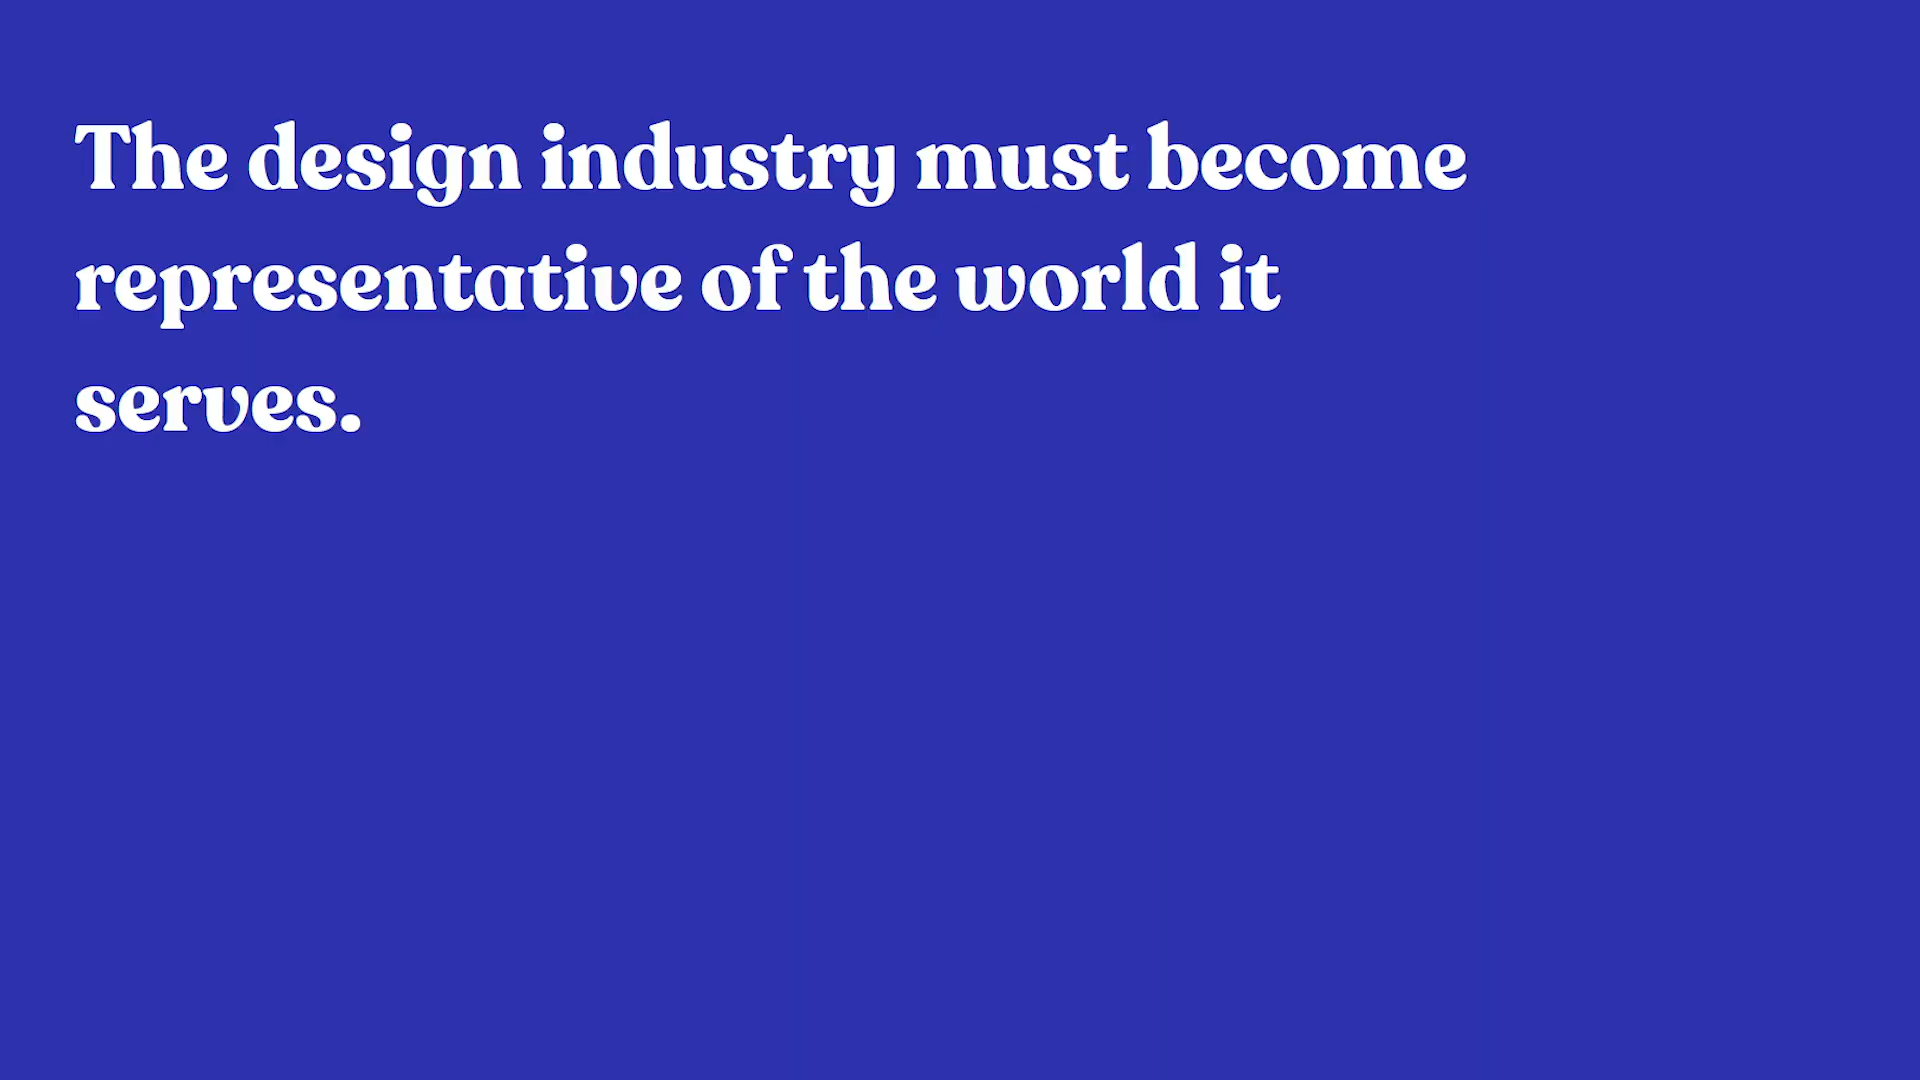 The design industry must become
representative of the world it
serves.